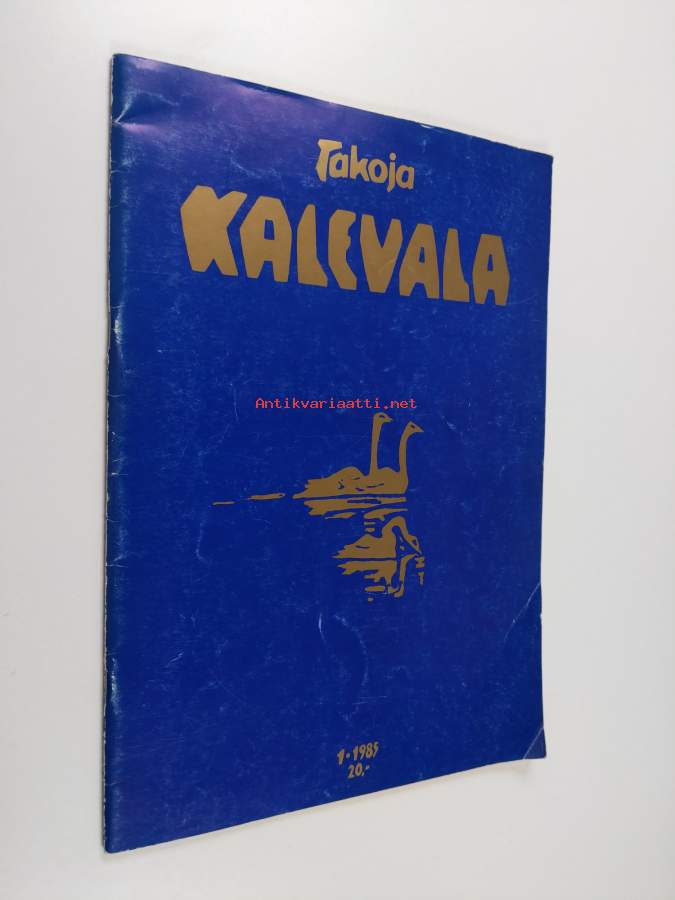 Takoja
KALEVALA
Antikvariaatti.net
1•1985
20,-